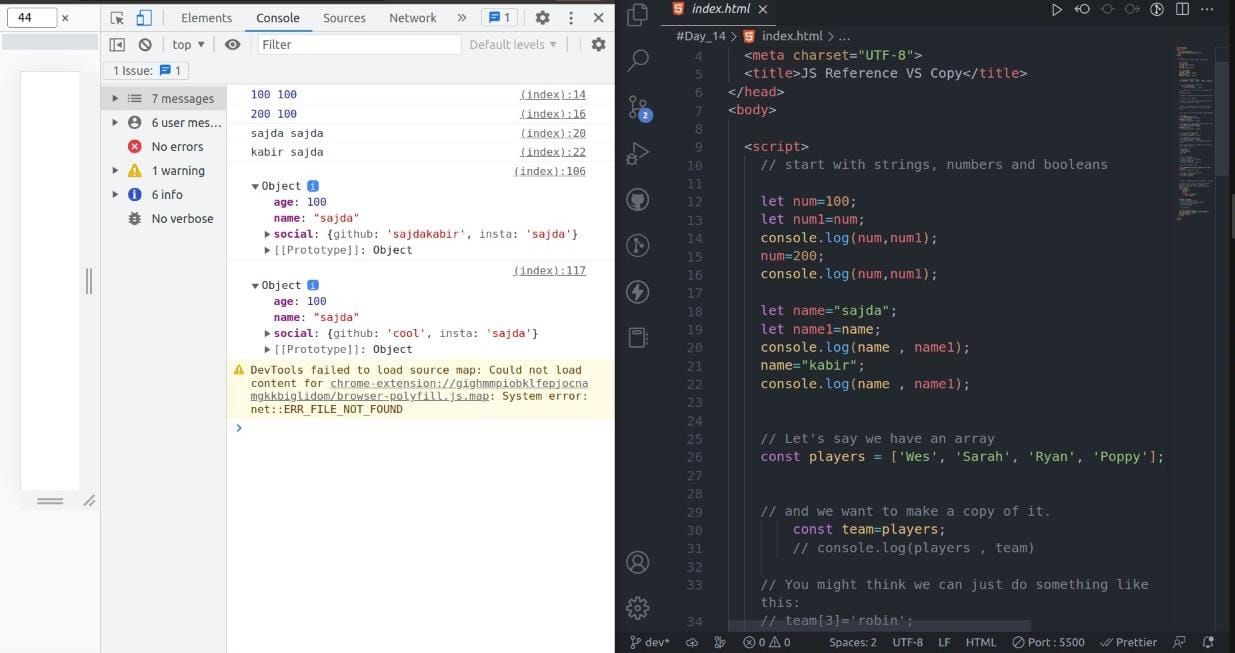 44 ×
Elements Console Sources Network » 1
top ▼ Filter Default levels ▼
1 Issue: 1
7 messages
6 user mes...
No errors
1 warning
6 info
No verbose
100 100 (index):14
200 100 (index):16
sajda sajda (index):20
kabir sajda (index):22
(index):106
▼Object i
age: 100
name: "sajda"
▶social: {github: 'sajdakabir', insta: 'sajda'}
▶[[Prototype]]: Object
(index):117
▼Object i
age: 100
name: "sajda"
▶social: {github: 'cool', insta: 'sajda'}
▶[[Prototype]]: Object
DevTools failed to load source map: Could not load
content for chrome-extension://gighmmpiobklfepjocna
mgkkbiglidom/browser-polyfill.js.map: System error:
net::ERR_FILE_NOT_FOUND
>
index.html ×
#Day_14 > index.html > ...
2
4 <meta charset="UTF-8">
5 <title>JS Reference VS Copy</title>
6 </head>
7 <body>
8
9 <script>
10 // start with strings, numbers and booleans
11
12 let num=100;
13 let num1=num;
14 console.log(num,num1);
15 num=200;
16 console.log(num,num1);
17
18 let name="sajda";
19 let name1=name;
20 console.log(name , name1);
21 name="kabir";
22 console.log(name , name1);
23
24
25 // Let's say we have an array
26 const players = ['Wes', 'Sarah', 'Ryan', 'Poppy'];
27
28
29 // and we want to make a copy of it.
30 const team=players;
31 // console.log(players , team)
32
33 // You might think we can just do something like
this:
34 // team[3]='robin';
dev* 0 0 Spaces: 2 UTF-8 LF HTML Port : 5500 Prettier